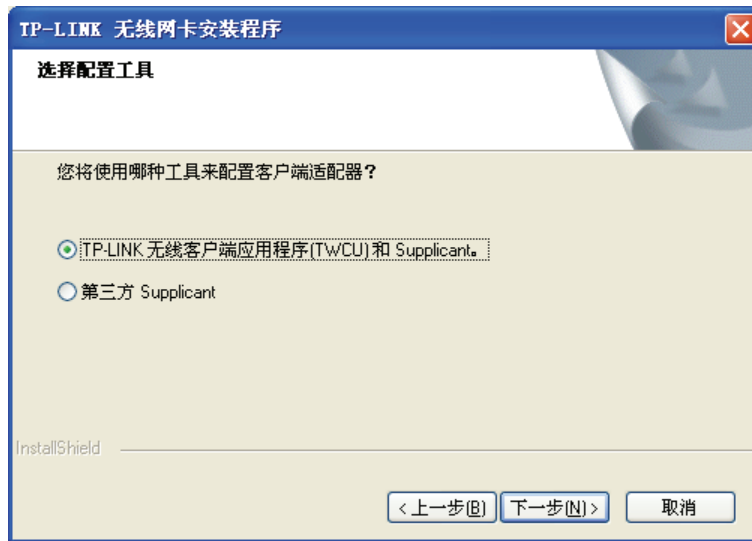 TP-LINK 无线网卡安装程序
选择配置工具
您将使用哪种工具来配置客户端适配器？
TP-LINK 无线客户端应用程序(TWCU)和 Supplicant。
第三方 Supplicant
InstallShield
<上一步(B) 下一步(N)> 取消